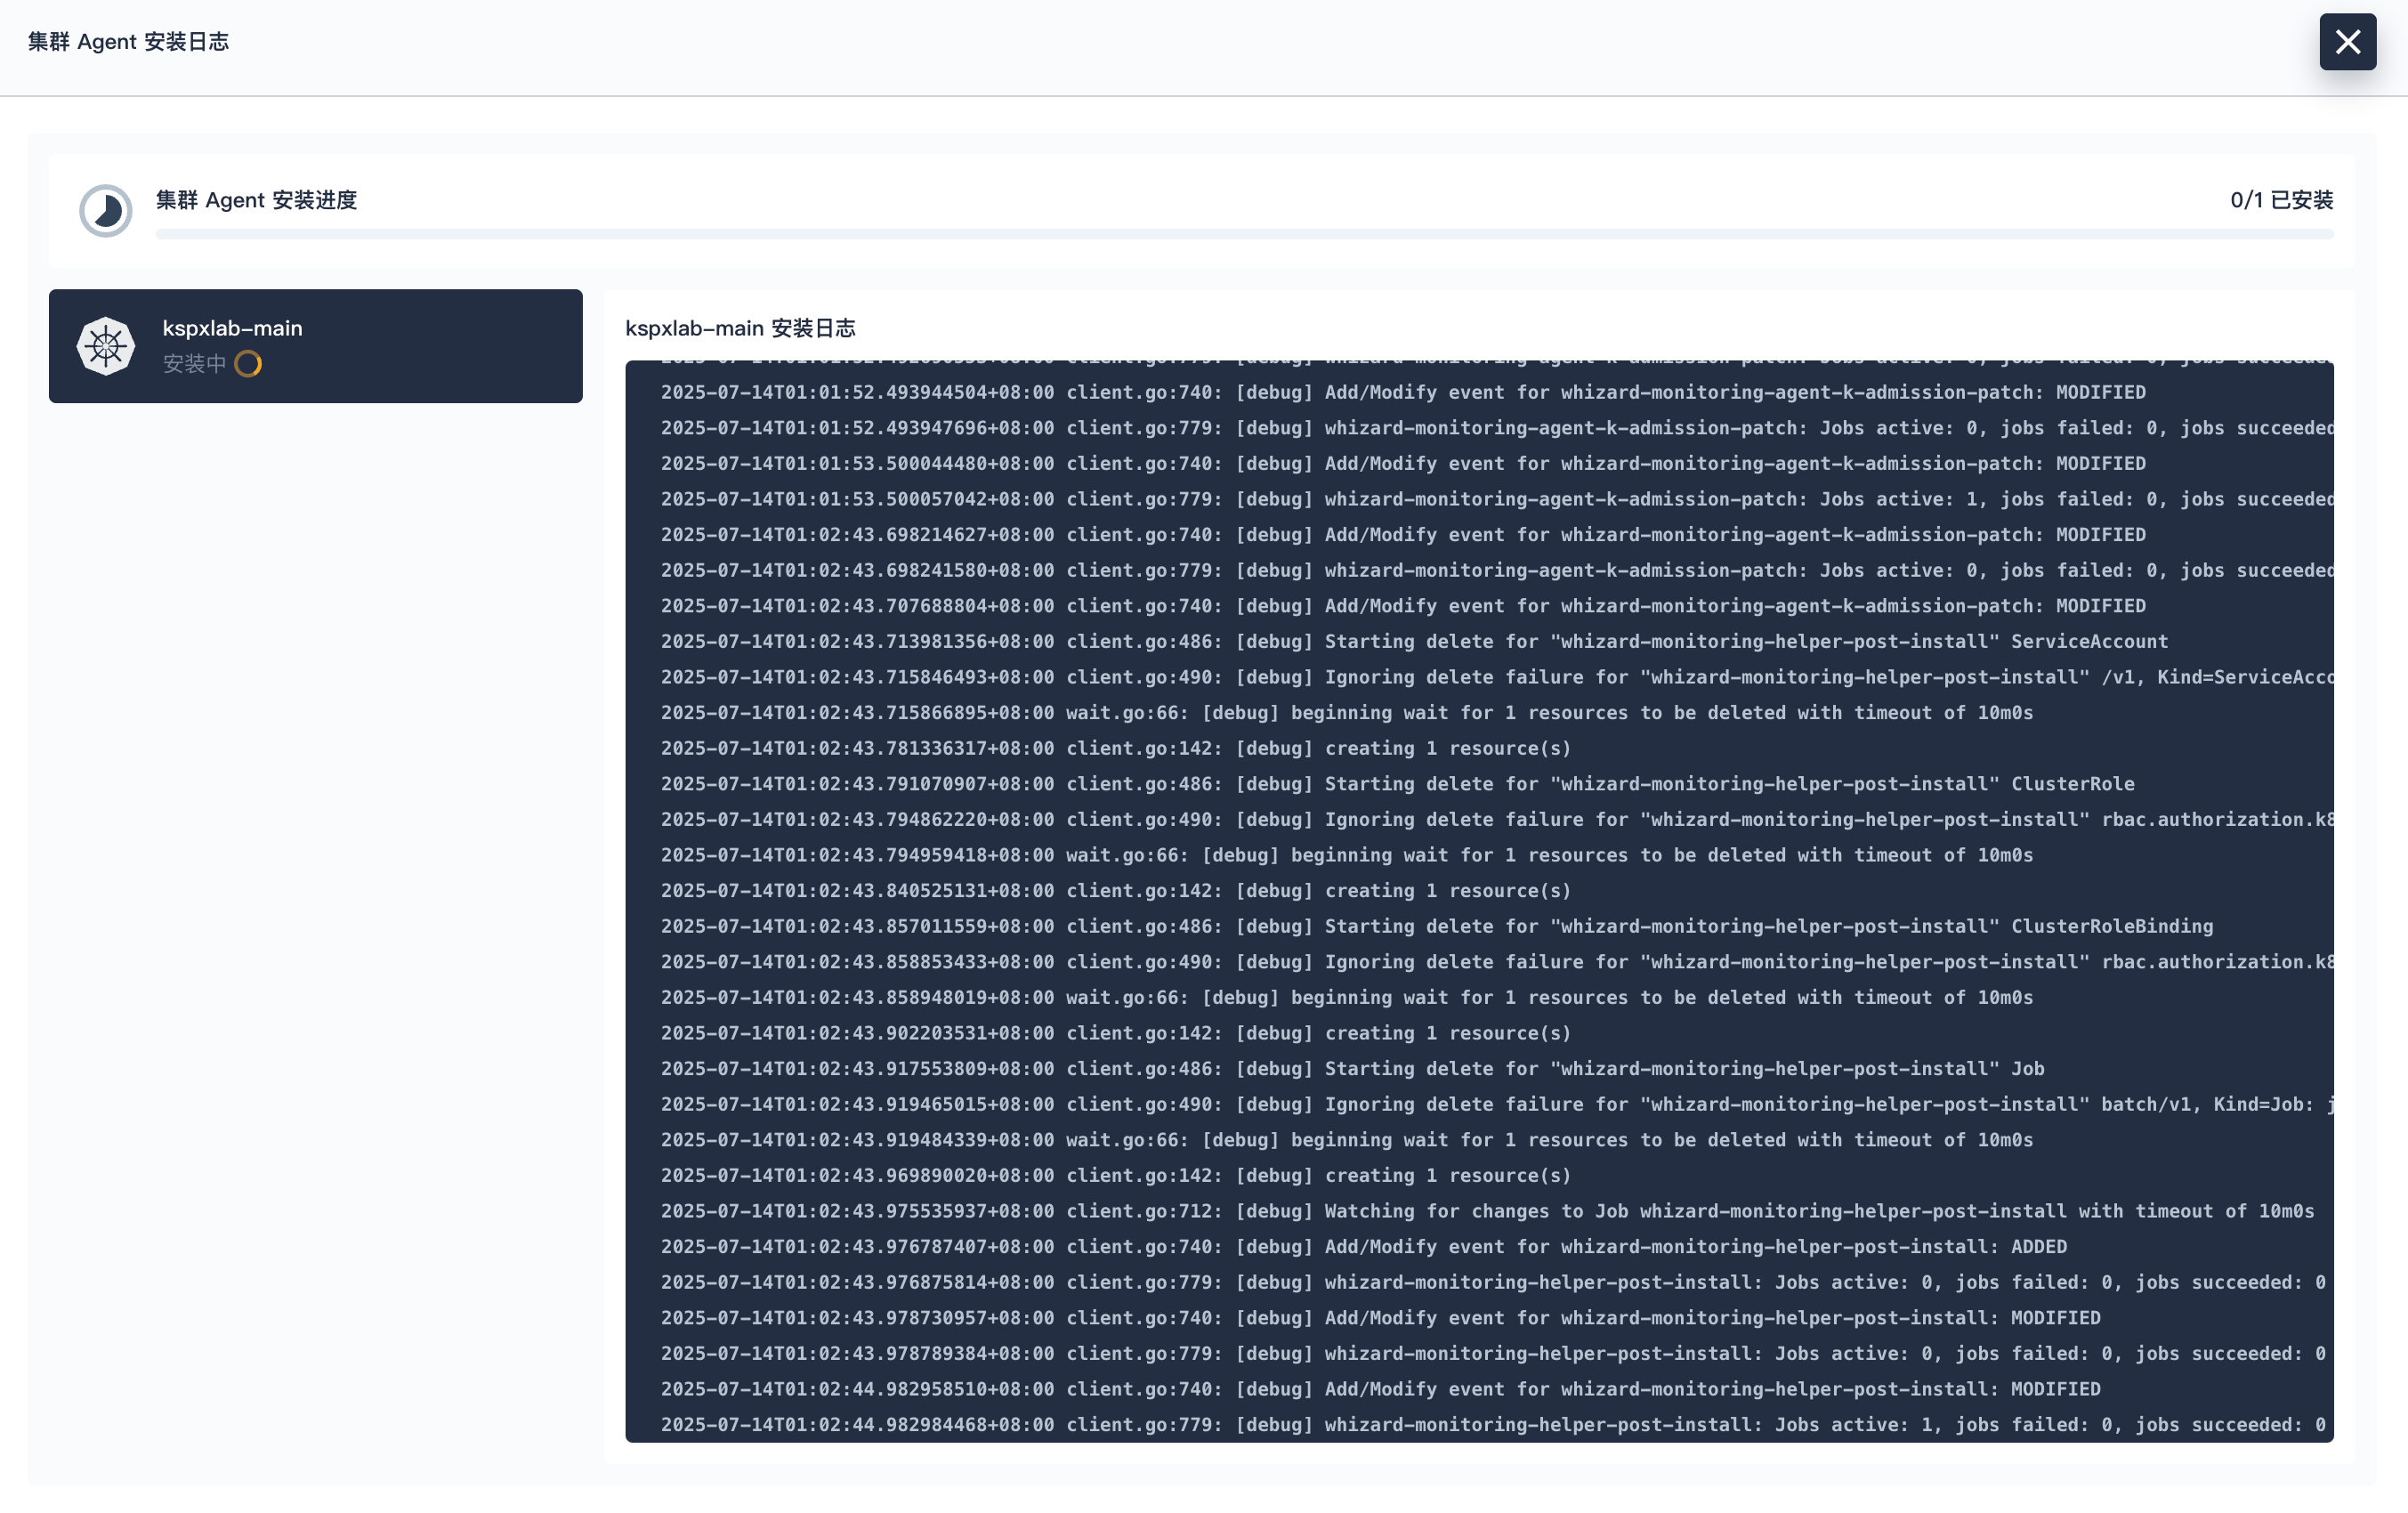 集群 Agent 安装日志
集群 Agent 安装进度
0/1 已安装
kspxlab-main
安装中
kspxlab-main 安装日志
2025-07-14T01:01:52.493944504+08:00 client.go:740: [debug] Add/Modify event for whizard-monitoring-agent-k-admission-patch: MODIFIED
2025-07-14T01:01:52.493947696+08:00 client.go:779: [debug] whizard-monitoring-agent-k-admission-patch: Jobs active: 0, jobs failed: 0, jobs succeeded
2025-07-14T01:01:53.500044480+08:00 client.go:740: [debug] Add/Modify event for whizard-monitoring-agent-k-admission-patch: MODIFIED
2025-07-14T01:01:53.500057042+08:00 client.go:779: [debug] whizard-monitoring-agent-k-admission-patch: Jobs active: 1, jobs failed: 0, jobs succeeded
2025-07-14T01:02:43.698214627+08:00 client.go:740: [debug] Add/Modify event for whizard-monitoring-agent-k-admission-patch: MODIFIED
2025-07-14T01:02:43.698241580+08:00 client.go:779: [debug] whizard-monitoring-agent-k-admission-patch: Jobs active: 0, jobs failed: 0, jobs succeeded
2025-07-14T01:02:43.707688804+08:00 client.go:740: [debug] Add/Modify event for whizard-monitoring-agent-k-admission-patch: MODIFIED
2025-07-14T01:02:43.713981356+08:00 client.go:486: [debug] Starting delete for "whizard-monitoring-helper-post-install" ServiceAccount
2025-07-14T01:02:43.715846493+08:00 client.go:490: [debug] Ignoring delete failure for "whizard-monitoring-helper-post-install" /v1, Kind=ServiceAcco
2025-07-14T01:02:43.715866895+08:00 wait.go:66: [debug] beginning wait for 1 resources to be deleted with timeout of 10m0s
2025-07-14T01:02:43.781336317+08:00 client.go:142: [debug] creating 1 resource(s)
2025-07-14T01:02:43.791070907+08:00 client.go:486: [debug] Starting delete for "whizard-monitoring-helper-post-install" ClusterRole
2025-07-14T01:02:43.794862220+08:00 client.go:490: [debug] Ignoring delete failure for "whizard-monitoring-helper-post-install" rbac.authorization.k8
2025-07-14T01:02:43.794959418+08:00 wait.go:66: [debug] beginning wait for 1 resources to be deleted with timeout of 10m0s
2025-07-14T01:02:43.840525131+08:00 client.go:142: [debug] creating 1 resource(s)
2025-07-14T01:02:43.857011559+08:00 client.go:486: [debug] Starting delete for "whizard-monitoring-helper-post-install" ClusterRoleBinding
2025-07-14T01:02:43.858853433+08:00 client.go:490: [debug] Ignoring delete failure for "whizard-monitoring-helper-post-install" rbac.authorization.k8
2025-07-14T01:02:43.858948019+08:00 wait.go:66: [debug] beginning wait for 1 resources to be deleted with timeout of 10m0s
2025-07-14T01:02:43.902203531+08:00 client.go:142: [debug] creating 1 resource(s)
2025-07-14T01:02:43.917553809+08:00 client.go:486: [debug] Starting delete for "whizard-monitoring-helper-post-install" Job
2025-07-14T01:02:43.919465015+08:00 client.go:490: [debug] Ignoring delete failure for "whizard-monitoring-helper-post-install" batch/v1, Kind=Job: j
2025-07-14T01:02:43.919484339+08:00 wait.go:66: [debug] beginning wait for 1 resources to be deleted with timeout of 10m0s
2025-07-14T01:02:43.969890020+08:00 client.go:142: [debug] creating 1 resource(s)
2025-07-14T01:02:43.975535937+08:00 client.go:712: [debug] Watching for changes to Job whizard-monitoring-helper-post-install with timeout of 10m0s
2025-07-14T01:02:43.976787407+08:00 client.go:740: [debug] Add/Modify event for whizard-monitoring-helper-post-install: ADDED
2025-07-14T01:02:43.976875814+08:00 client.go:779: [debug] whizard-monitoring-helper-post-install: Jobs active: 0, jobs failed: 0, jobs succeeded: 0
2025-07-14T01:02:43.978730957+08:00 client.go:740: [debug] Add/Modify event for whizard-monitoring-helper-post-install: MODIFIED
2025-07-14T01:02:43.978789384+08:00 client.go:779: [debug] whizard-monitoring-helper-post-install: Jobs active: 0, jobs failed: 0, jobs succeeded: 0
2025-07-14T01:02:44.982958510+08:00 client.go:740: [debug] Add/Modify event for whizard-monitoring-helper-post-install: MODIFIED
2025-07-14T01:02:44.982984468+08:00 client.go:779: [debug] whizard-monitoring-helper-post-install: Jobs active: 1, jobs failed: 0, jobs succeeded: 0